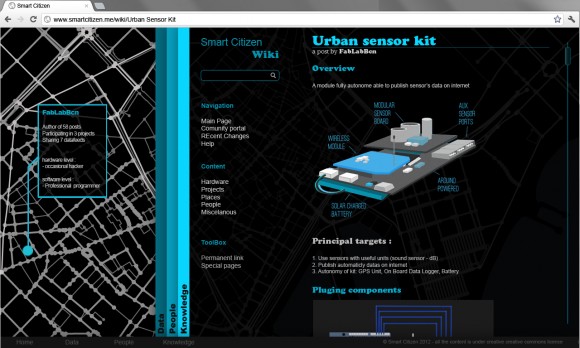 Smart Citizen
www.smartcitizen.me/wiki/Urban Sensor Kit
FabLabBcn
Author of 58 posts
Participating in 3 projects
Sharing 7 datafeeds
hardware level
- occasional hacker
software level
- Professional programmer
Data
People
Knowledge
Smart Citizen
Wiki
Navigation
Main Page
Comunity portal
REcent Changes
Help
Content
Hardware
Projects
Places
People
Miscelanous
ToolBox
Permanent link
Special pages
Urban sensor kit
a post by FabLabBcn
Overview
A module fully autonome able to publish sensor's data on internet
MODULAR
SENSOR
BOARD
AUX.
SENSOR
PORTS
WIRELESS
MODULE
ARDUINO
POWERED
SOLAR CHARGED
BATTERY
Principal targets :
1. Use sensors with useful units (sound sensor - dB)
2. Publish automaticly datas on internet
3. Autonomy of kit: GPS Unit, On Board Data Logger, Battery
Pluging components
Home
Data
People
Knowledge
© Smart Citizen 2012 - all the content is under creative creative commons licence